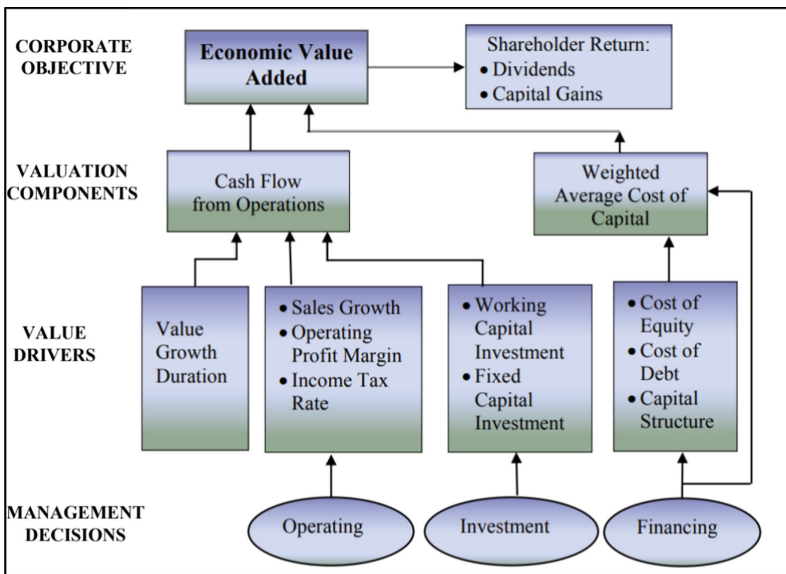 CORPORATE
OBJECTIVE
Economic Value
Added
Shareholder Return:
• Dividends
• Capital Gains
VALUATION
COMPONENTS
Cash Flow
from Operations
Weighted
Average Cost of
Capital
VALUE
DRIVERS
Value
Growth
Duration
• Sales Growth
• Operating
Profit Margin
• Income Tax
Rate
• Working
Capital
Investment
• Fixed
Capital
Investment
• Cost of
Equity
• Cost of
Debt
• Capital
Structure
MANAGEMENT
DECISIONS
Operating
Investment
Financing